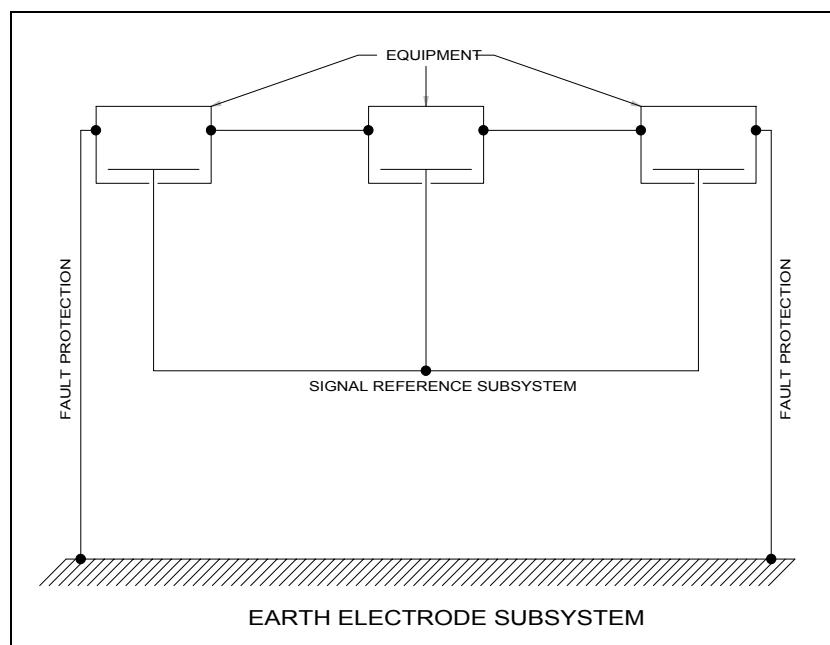 EQUIPMENT
FAULT PROTECTION
FAULT PROTECTION
SIGNAL REFERENCE SUBSYSTEM
EARTH ELECTRODE SUBSYSTEM